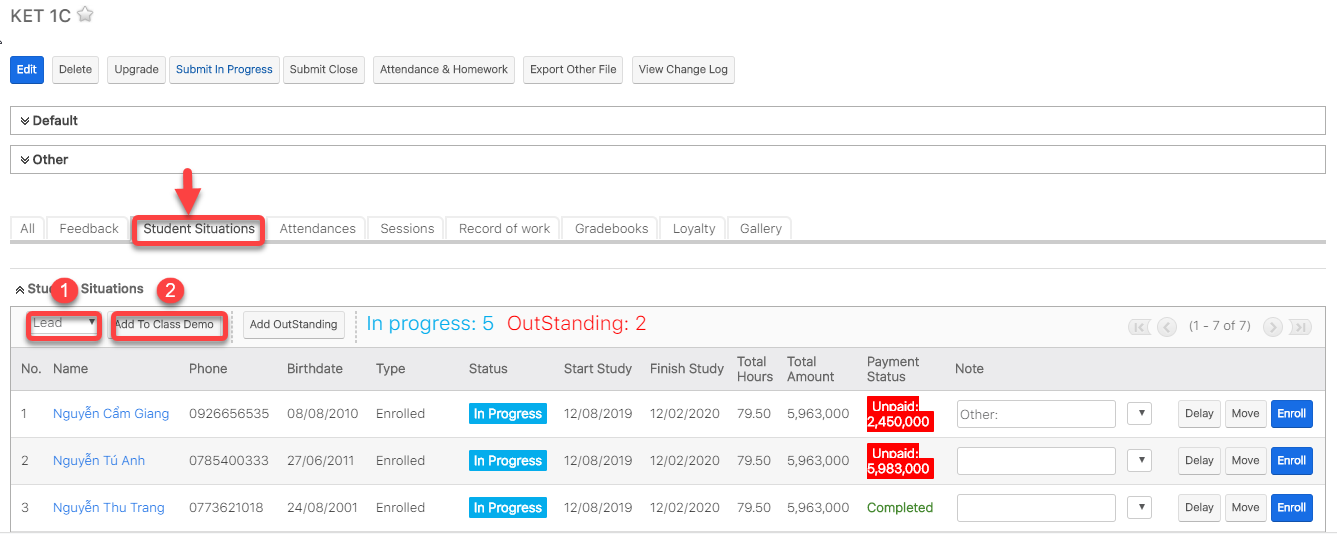 KET 1C
Edit Delete Upgrade Submit In Progress Submit Close Attendance & Homework Export Other File View Change Log
Default
Other
All Feedback Student Situations Attendances Sessions Record of work Gradebooks Loyalty Gallery
Stu 1 Situations 2
Lead Add To Class Demo Add OutStanding In progress: 5 OutStanding: 2 (1 - 7 of 7)
No. Name Phone Birthdate Type Status Start Study Finish Study Total Hours Total Amount Payment Status Note
1 Nguyễn Cẩm Giang 0926656535 08/08/2010 Enrolled In Progress 12/08/2019 12/02/2020 79.50 5,963,000 Unpaid: 2,450,000 Other: Delay Move Enroll
2 Nguyễn Tú Anh 0785400333 27/06/2011 Enrolled In Progress 12/08/2019 12/02/2020 79.50 5,963,000 Unpaid: 5,983,000 Delay Move Enroll
3 Nguyễn Thu Trang 0773621018 24/08/2001 Enrolled In Progress 12/08/2019 12/02/2020 79.50 5,963,000 Completed Delay Move Enroll